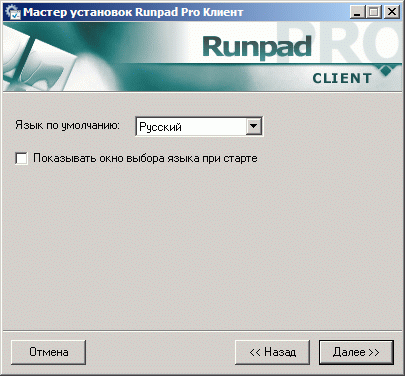 Мастер установок Runpad Pro Клиент
PRO
Runpad
CLIENT
Язык по умолчанию: Русский
Показывать окно выбора языка при старте
Отмена << Назад Далее >>